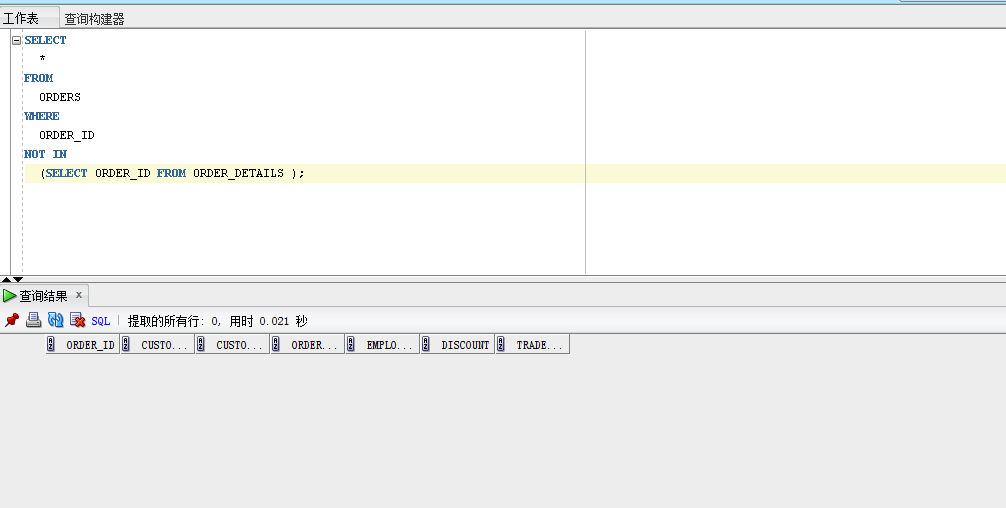 工作表 查询构建器
SELECT
*
FROM
ORDERS
WHERE
ORDER_ID
NOT IN
(SELECT ORDER_ID FROM ORDER_DETAILS );
查询结果 x
SQL | 提取的所有行: 0, 用时 0.021 秒
ORDER_ID CUSTO... CUSTO... ORDER... EMPLO... DISCOUNT TRADE...